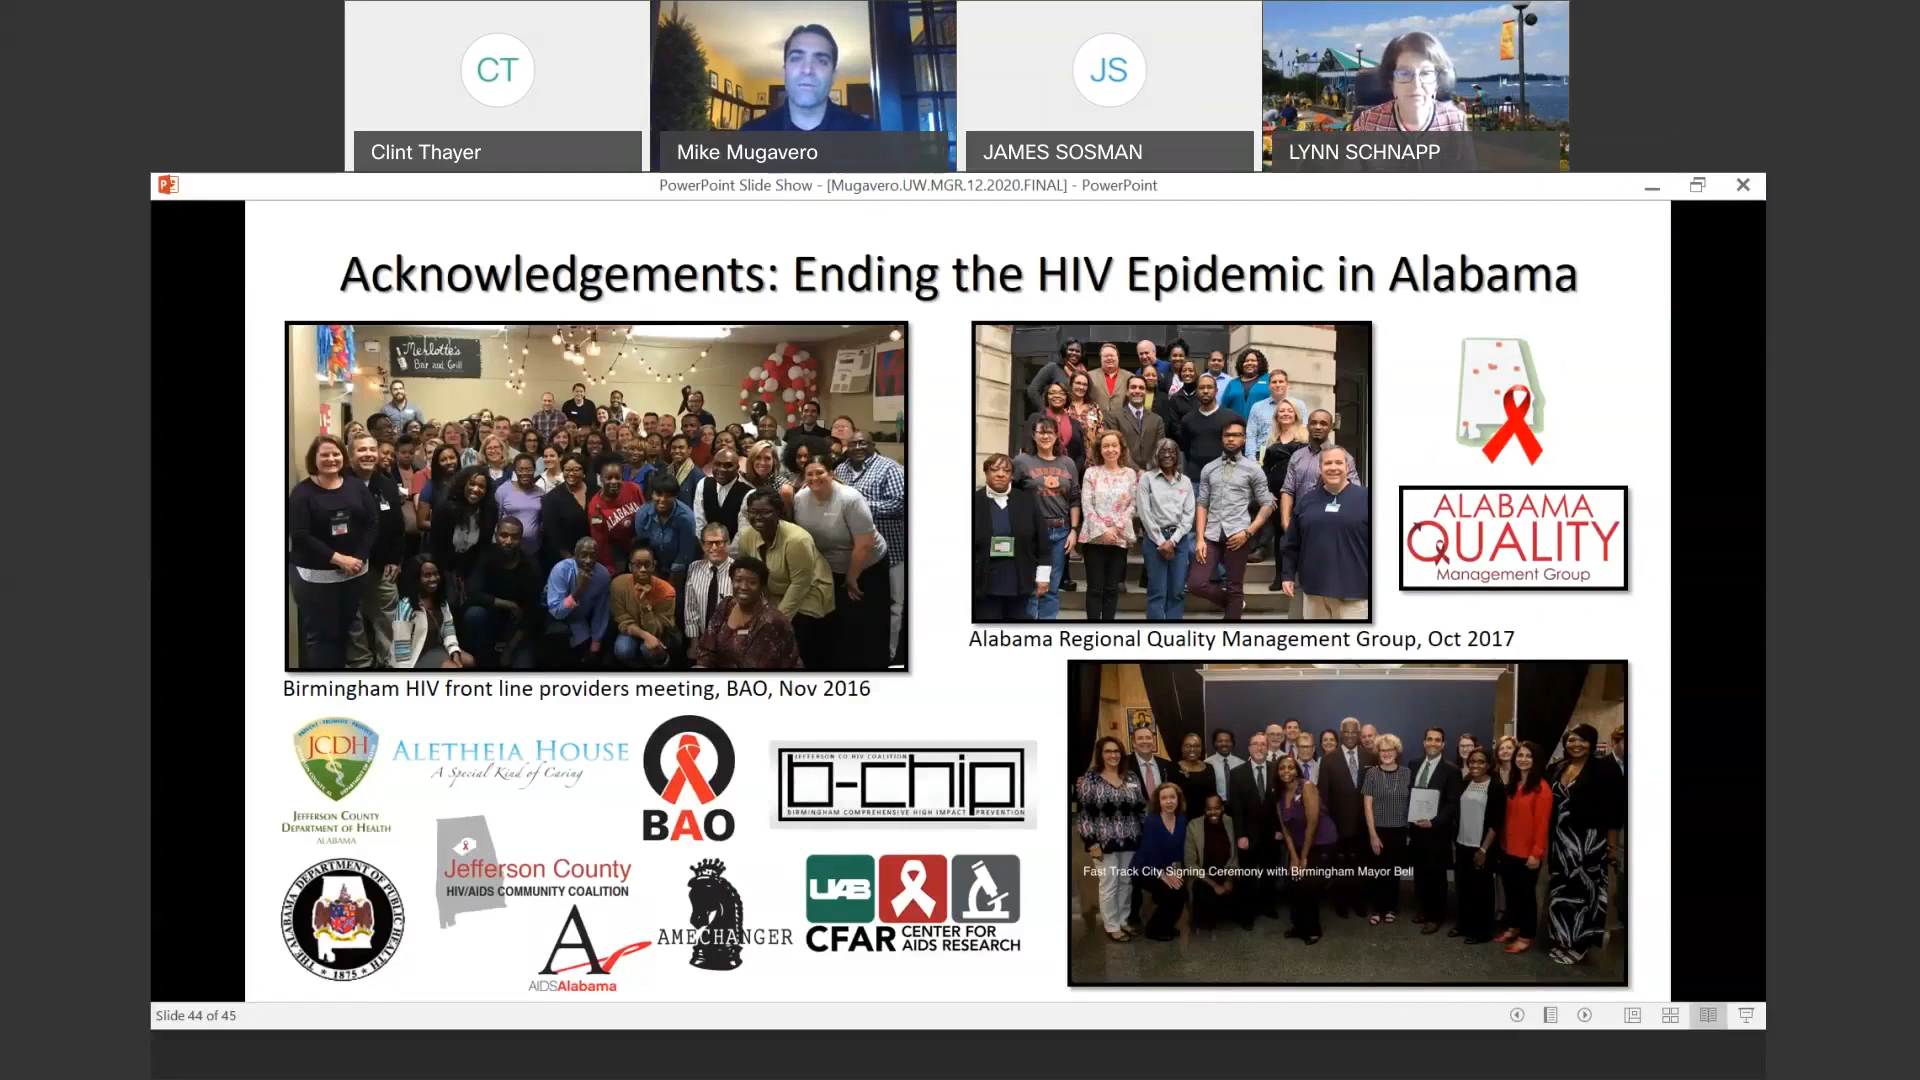 CT
JS
Clint Thayer
Mike Mugavero
JAMES SOSMAN
LYNN SCHNAPP
PowerPoint Slide Show - [Mugavero.UW.MGR.12.2020.FINAL] - PowerPoint
Acknowledgements: Ending the HIV Epidemic in Alabama
Merlotte's
Bar and Grill
ALABAMA
ALABAMA
QUALITY
Management Group
Alabama Regional Quality Management Group, Oct 2017
Birmingham HIV front line providers meeting, BAO, Nov 2016
JCDH
JEFFERSON COUNTY
DEPARTMENT OF HEALTH
ALABAMA
ALETHEIA HOUSE
A Special Kind of Caring
BAO
JEFFERSON CO HIV COALITION
b-chip!
BIRMINGHAM COMPREHENSIVE HIGH IMPACT PREVENTION
Fast Track City Signing Ceremony with Birmingham Mayor Bell
THE ALABAMA DEPARTMENT OF PUBLIC HEALTH
1875
Jefferson County
HIV/AIDS COMMUNITY COALITION
AIDSAlabama
AMECHANGER
UAB
CFAR CENTER FOR
AIDS RESEARCH
Slide 44 of 45